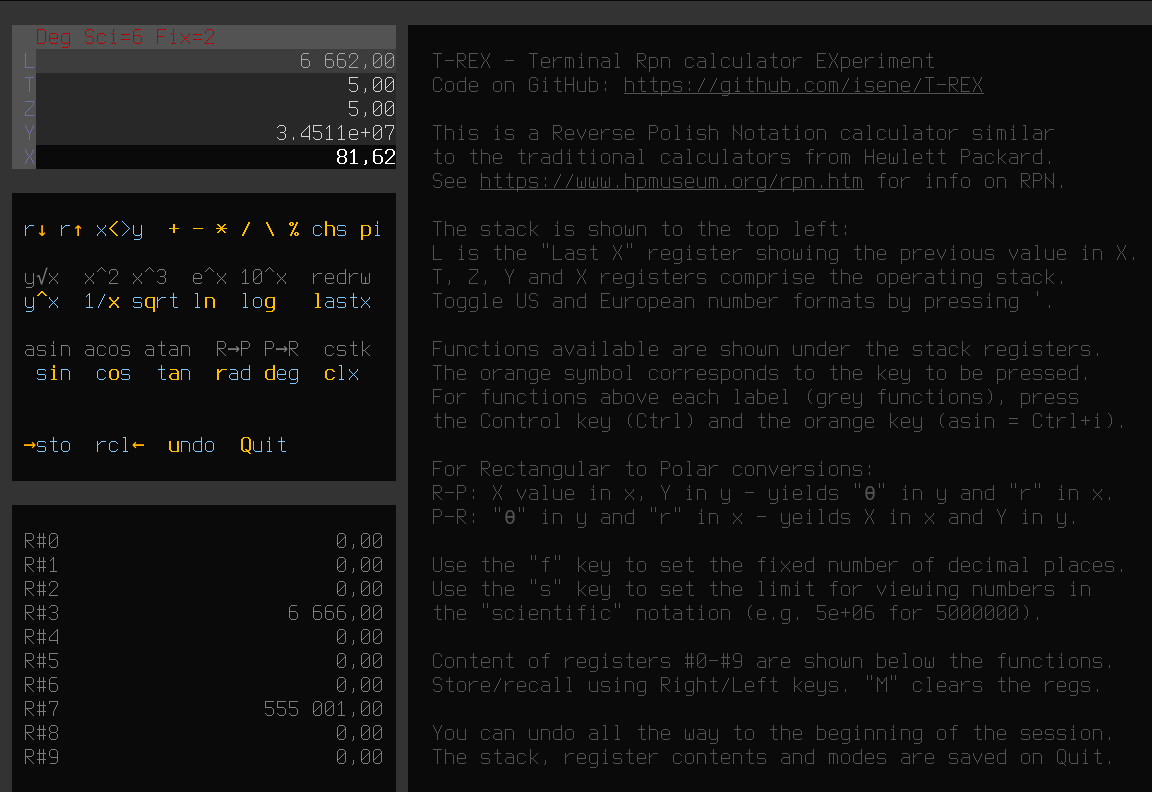 Deg Sci=6 Fix=2
L 6 662,00
T 5,00
Z 5,00
Y 3.4511e+07
X 81,62
r↓ r↑ x<>y + - * / \ % chs pi
y√x x^2 x^3 e^x 10^x redrw
y^x 1/x sqrt ln log lastx
asin acos atan R→P P→R cstk
sin cos tan rad deg clx
→sto rcl← undo Quit
R#0 0,00
R#1 0,00
R#2 0,00
R#3 6 666,00
R#4 0,00
R#5 0,00
R#6 0,00
R#7 555 001,00
R#8 0,00
R#9 0,00
T-REX - Terminal Rpn calculator EXperiment
Code on GitHub: https://github.com/isene/T-REX
This is a Reverse Polish Notation calculator similar
to the traditional calculators from Hewlett Packard.
See https://www.hpmuseum.org/rpn.htm for info on RPN.
The stack is shown to the top left:
L is the "Last X" register showing the previous value in X.
T, Z, Y and X registers comprise the operating stack.
Toggle US and European number formats by pressing '.
Functions available are shown under the stack registers.
The orange symbol corresponds to the key to be pressed.
For functions above each label (grey functions), press
the Control key (Ctrl) and the orange key (asin = Ctrl+i).
For Rectangular to Polar conversions:
R-P: X value in x, Y in y - yields "θ" in y and "r" in x.
P-R: "θ" in y and "r" in x - yeilds X in x and Y in y.
Use the "f" key to set the fixed number of decimal places.
Use the "s" key to set the limit for viewing numbers in
the "scientific" notation (e.g. 5e+06 for 5000000).
Content of registers #0-#9 are shown below the functions.
Store/recall using Right/Left keys. "M" clears the regs.
You can undo all the way to the beginning of the session.
The stack, register contents and modes are saved on Quit.